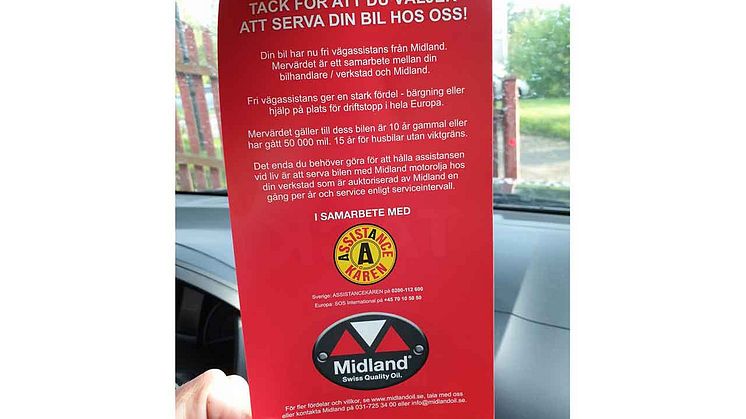 TACK FÖR ATT DU VÄLJER
ATT SERVA DIN BIL HOS OSS!
Din bil har nu fri vägassistans från Midland.
Mervärdet är ett samarbete mellan din
bilhandlare / verkstad och Midland.
Fri vägassistans ger en stark fördel - bärgning eller
hjälp på plats för driftstopp i hela Europa.
Mervärdet gäller till dess bilen är 10 år gammal eller
har gått 50 000 mil. 15 år för husbilar utan viktgräns.
Det enda du behöver göra för att hålla assistansen
vid liv är att serva bilen med Midland motorolja hos
din verkstad som är auktoriserad av Midland en
gång per år och service enligt serviceintervall.
I SAMARBETE MED
ASSISTANCE
A
KÅREN
Sverige: ASSISTANCEKÅREN på 0200-112 600
Europa: SOS International på +45 70 10 50 50
Midland®
Swiss Quality Oil.
För fler fördelar och villkor, se www.midlandoil.se, tala med oss
eller kontakta Midland på 031-725 34 00 eller info@midlandoil.se.